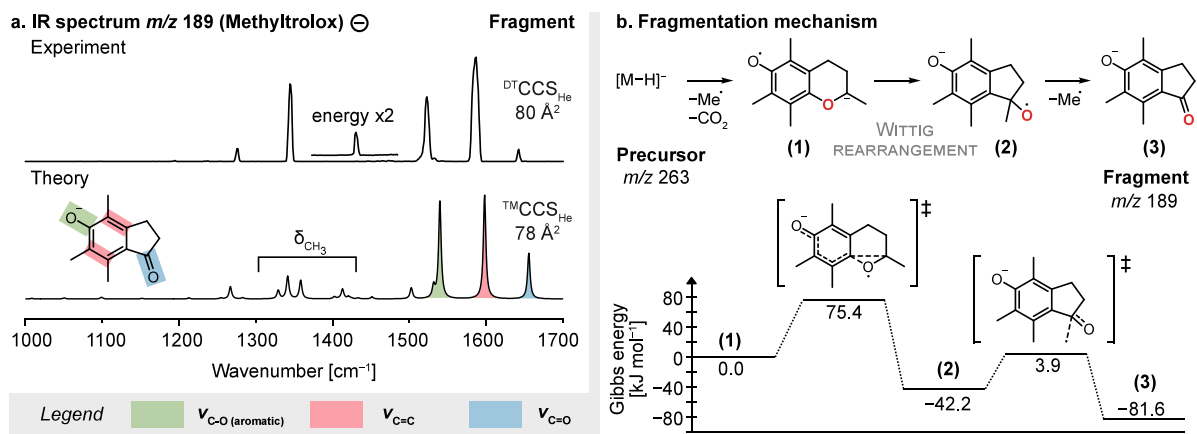 a. IR spectrum m/z 189 (Methyltrolox) ⊖
Fragment
Experiment
DTCCSHe
80 Å2
energy x2
Theory
TMCCSHe
78 Å2
O−
O
δCH3
1000 1100 1200 1300 1400 1500 1600 1700
Wavenumber [cm−1]
Legend
νC-O (aromatic)
νC=C
νC=O
b. Fragmentation mechanism
[M−H]−
−Me•
−CO2
O•
O
−
(1)
O−
O•
WITTIG
REARRANGEMENT
(2)
−Me•
O−
O
(3)
Precursor
m/z 263
Fragment
m/z 189
O
O•
‡
O−
O
‡
Gibbs energy
[kJ mol−1]
80
40
0
−40
−80
(1)
0.0
75.4
(2)
−42.2
3.9
(3)
−81.6